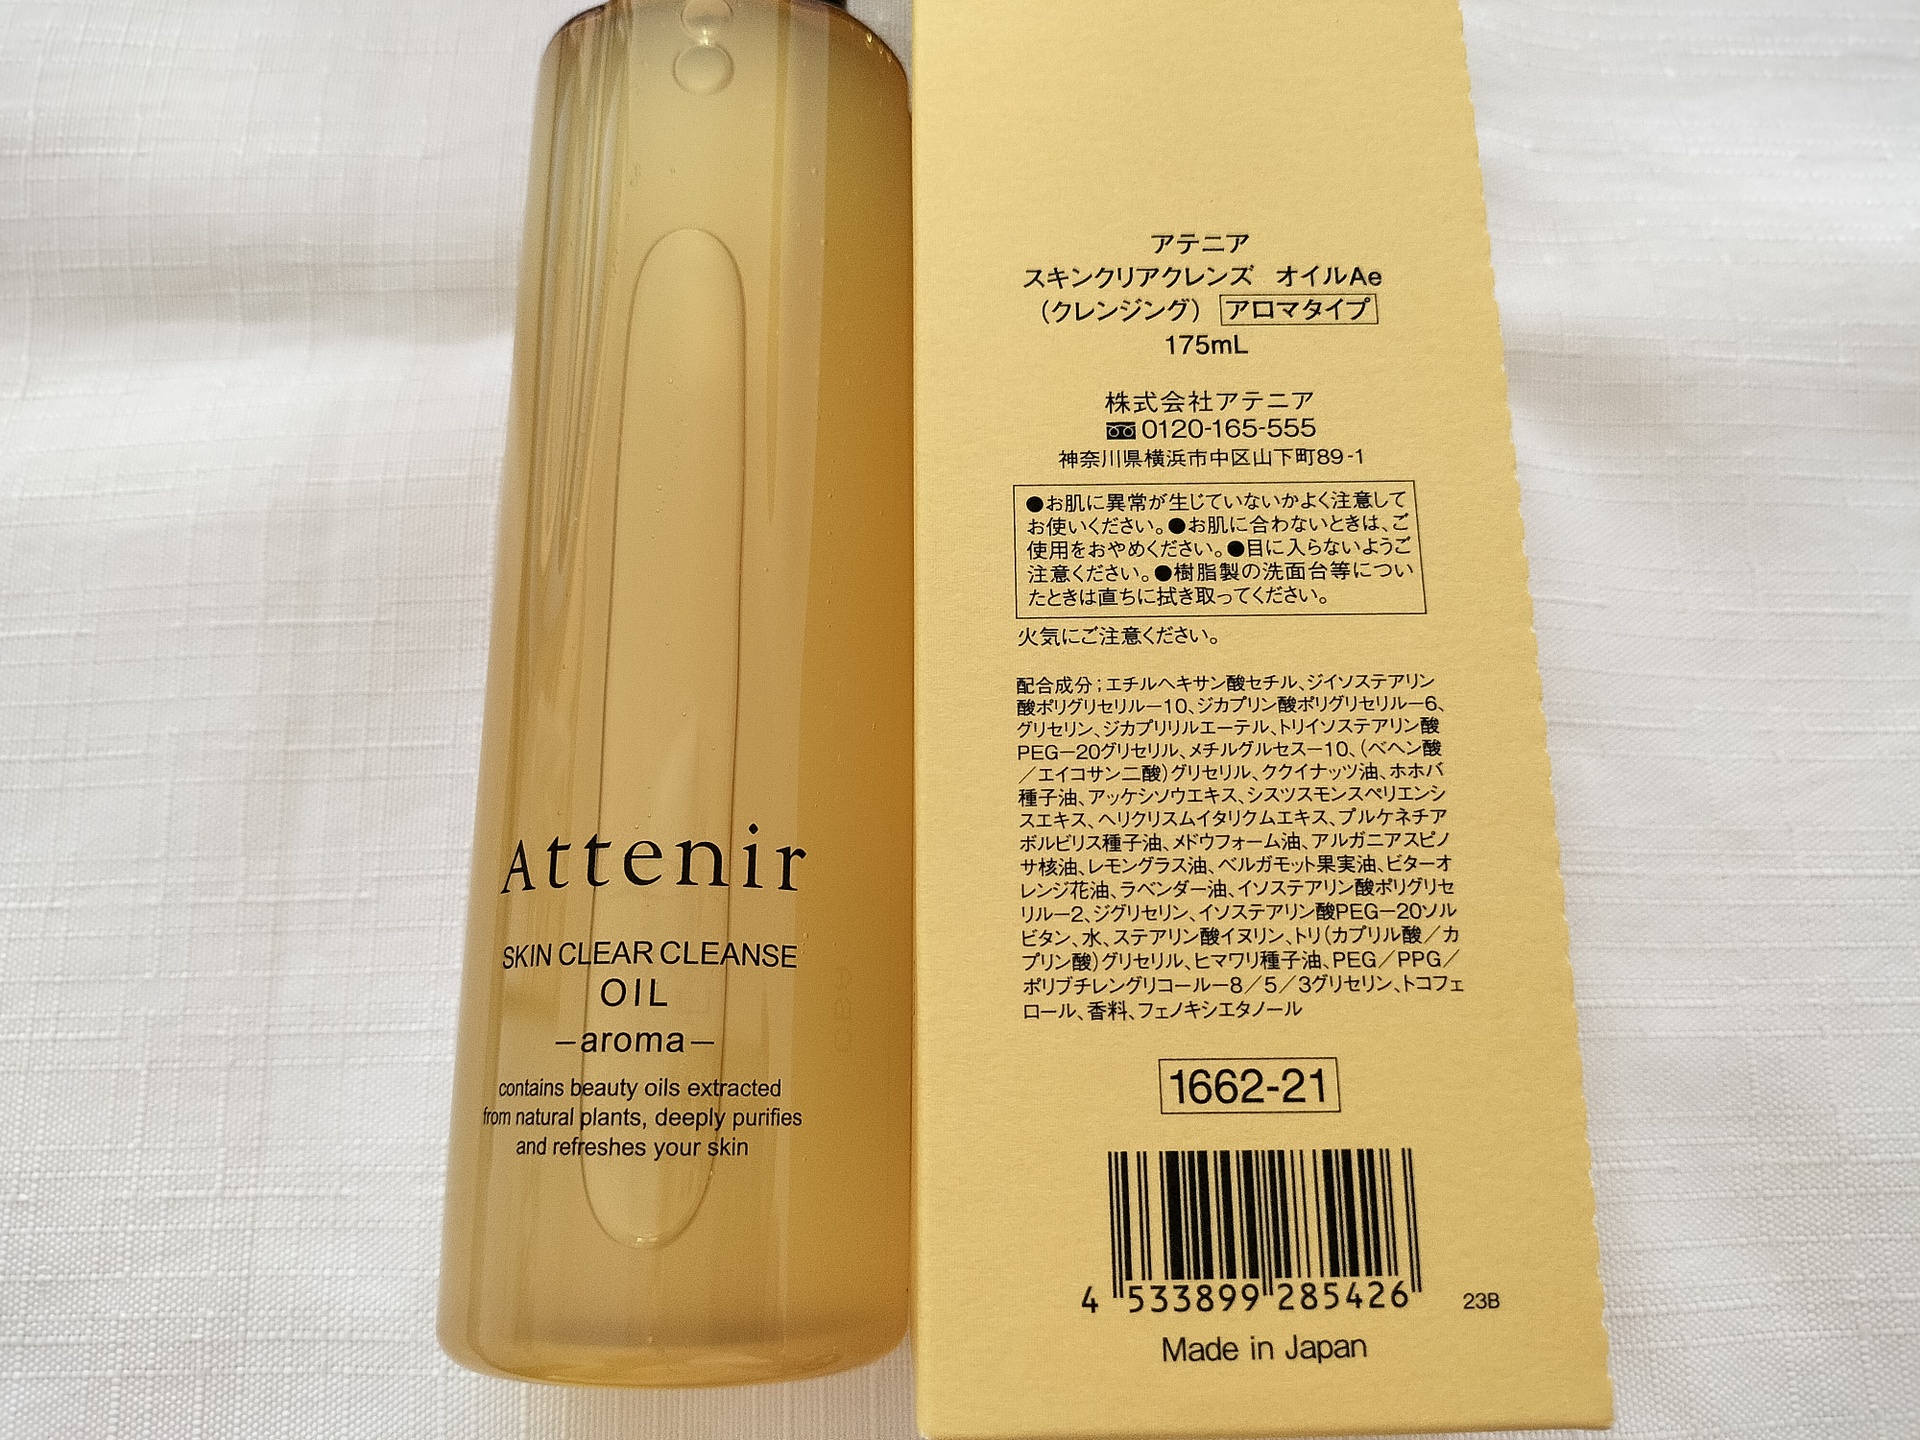 Attenir
SKIN CLEAR CLEANSE
OIL
—aroma—
contains beauty oils extracted
from natural plants, deeply purifies
and refreshes your skin
アテニア
スキンクリアクレンズ　オイルAe
（クレンジング） アロマタイプ
175mL
株式会社アテニア
0120-165-555
神奈川県横浜市中区山下町89-1
●お肌に異常が生じていないかよく注意して
お使いください。●お肌に合わないときは、ご
使用をおやめください。●目に入らないようご
注意ください。●樹脂製の洗面台等につい
たときは直ちに拭き取ってください。
火気にご注意ください。
配合成分；エチルヘキサン酸セチル、ジイソステアリン
酸ポリグリセリルー10、ジカプリン酸ポリグリセリルー6、
グリセリン、ジカプリリルエーテル、トリイソステアリン酸
PEGー20グリセリル、メチルグルセスー10、（ベヘン酸
／エイコサン二酸）グリセリル、ククイナッツ油、ホホバ
種子油、アッケシソウエキス、シスツスモンスペリエンシ
スエキス、ヘリクリスムイタリクムエキス、プルケネチア
ボルビリス種子油、メドウフォーム油、アルガニアスピノ
サ核油、レモングラス油、ベルガモット果実油、ビターオ
レンジ花油、ラベンダー油、イソステアリン酸ポリグリセ
リルー2、ジグリセリン、イソステアリン酸PEGー20ソル
ビタン、水、ステアリン酸イヌリン、トリ（カプリル酸／カ
プリン酸）グリセリル、ヒマワリ種子油、PEG／PPG／
ポリブチレングリコールー8／5／3グリセリン、トコフェ
ロール、香料、フェノキシエタノール
1662-21
4 533899 285426
23B
Made in Japan